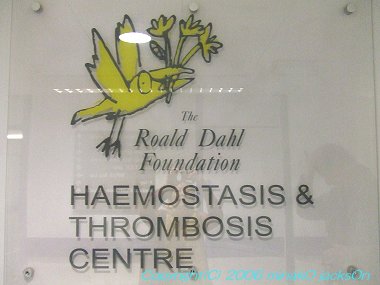 The
Roald Dahl
Foundation
HAEMOSTASIS &
THROMBOSIS
CENTRE